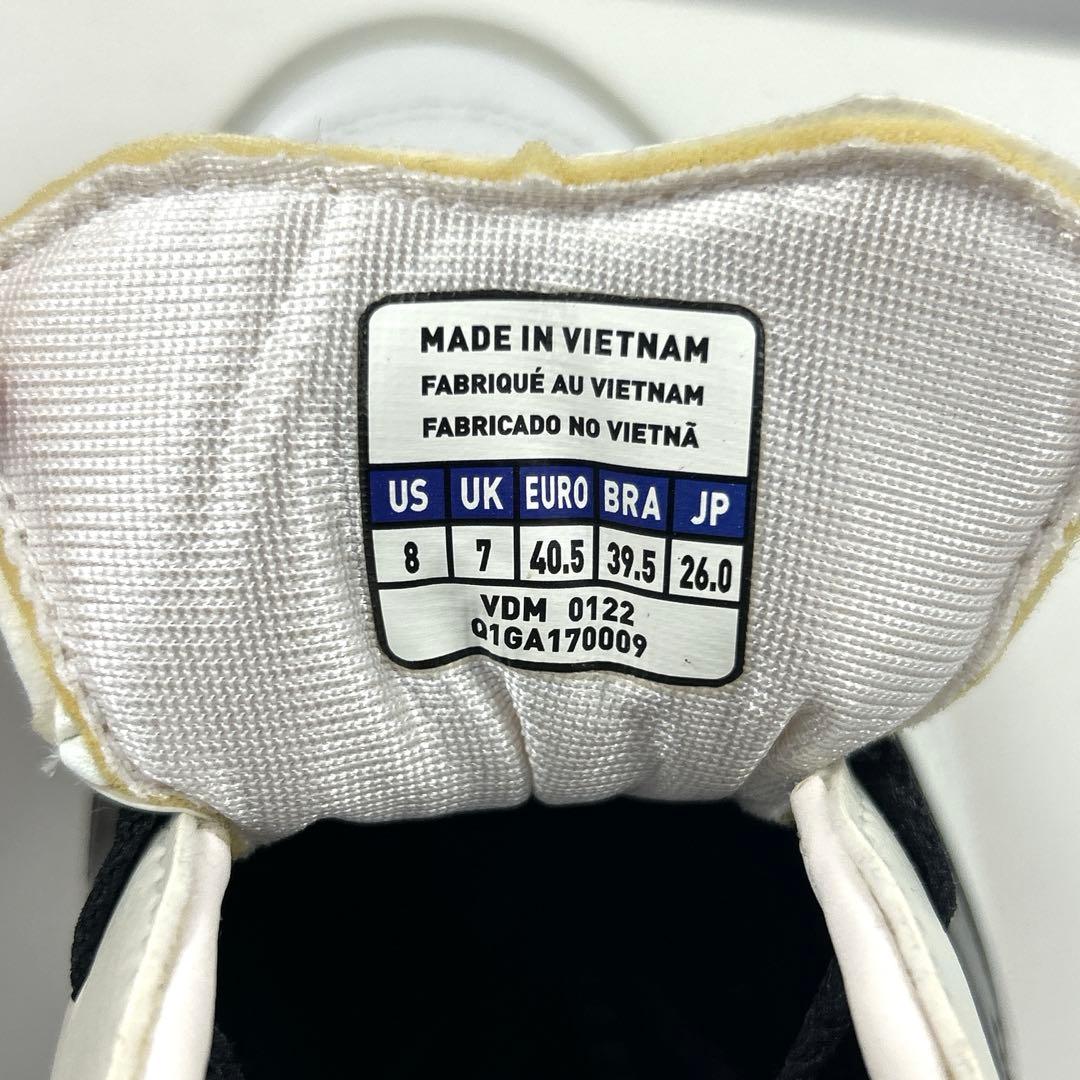 MADE IN VIETNAM
FABRIQUÉ AU VIETNAM
FABRICADO NO VIETNÃ
US UK EURO BRA JP
8 7 40.5 39.5 26.0
VDM 0122
Q1GA170009